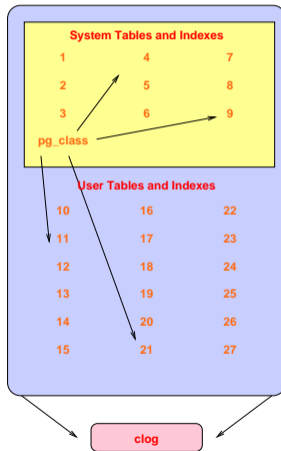 System Tables and Indexes
1 4 7
2 5 8
3 6 9
pg_class
User Tables and Indexes
10 16 22
11 17 23
12 18 24
13 19 25
14 20 26
15 21 27
clog